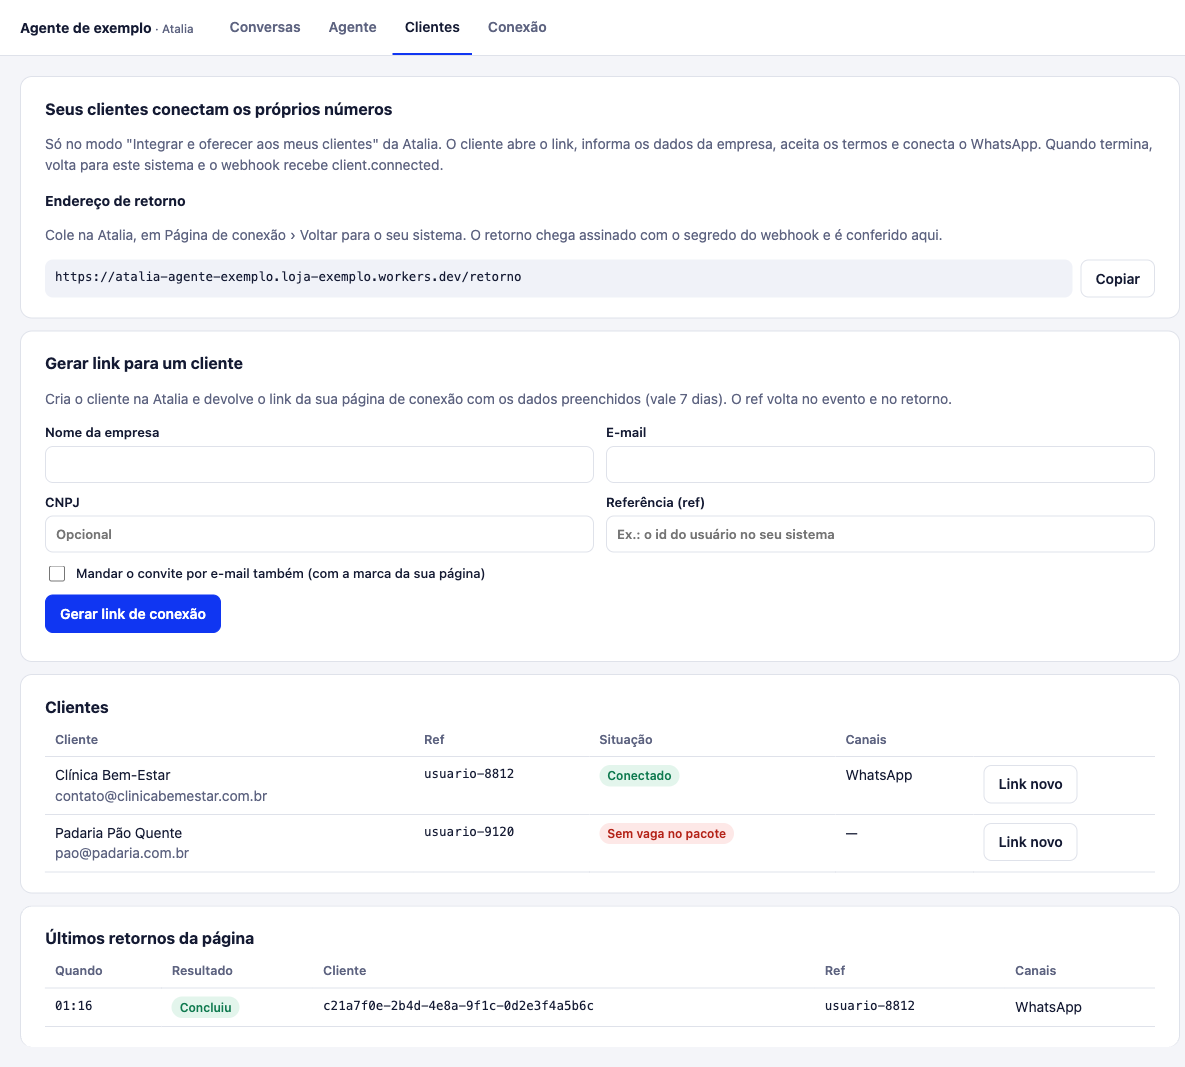 Agente de exemplo · Atalia
Conversas
Agente
Clientes
Conexão
Seus clientes conectam os próprios números
Só no modo "Integrar e oferecer aos meus clientes" da Atalia. O cliente abre o link, informa os dados da empresa, aceita os termos e conecta o WhatsApp. Quando termina,
volta para este sistema e o webhook recebe client.connected.
Endereço de retorno
Cole na Atalia, em Página de conexão › Voltar para o seu sistema. O retorno chega assinado com o segredo do webhook e é conferido aqui.
https://atalia-agente-exemplo.loja-exemplo.workers.dev/retorno
Copiar
Gerar link para um cliente
Cria o cliente na Atalia e devolve o link da sua página de conexão com os dados preenchidos (vale 7 dias). O ref volta no evento e no retorno.
Nome da empresa
E-mail
CNPJ
Referência (ref)
Opcional
Ex.: o id do usuário no seu sistema
Mandar o convite por e-mail também (com a marca da sua página)
Gerar link de conexão
Clientes
Cliente Ref Situação Canais
Clínica Bem-Estar usuario-8812 Conectado WhatsApp Link novo
contato@clinicabemestar.com.br
Padaria Pão Quente usuario-9120 Sem vaga no pacote — Link novo
pao@padaria.com.br
Últimos retornos da página
Quando Resultado Cliente Ref Canais
01:16 Concluiu c21a7f0e-2b4d-4e8a-9f1c-0d2e3f4a5b6c usuario-8812 WhatsApp